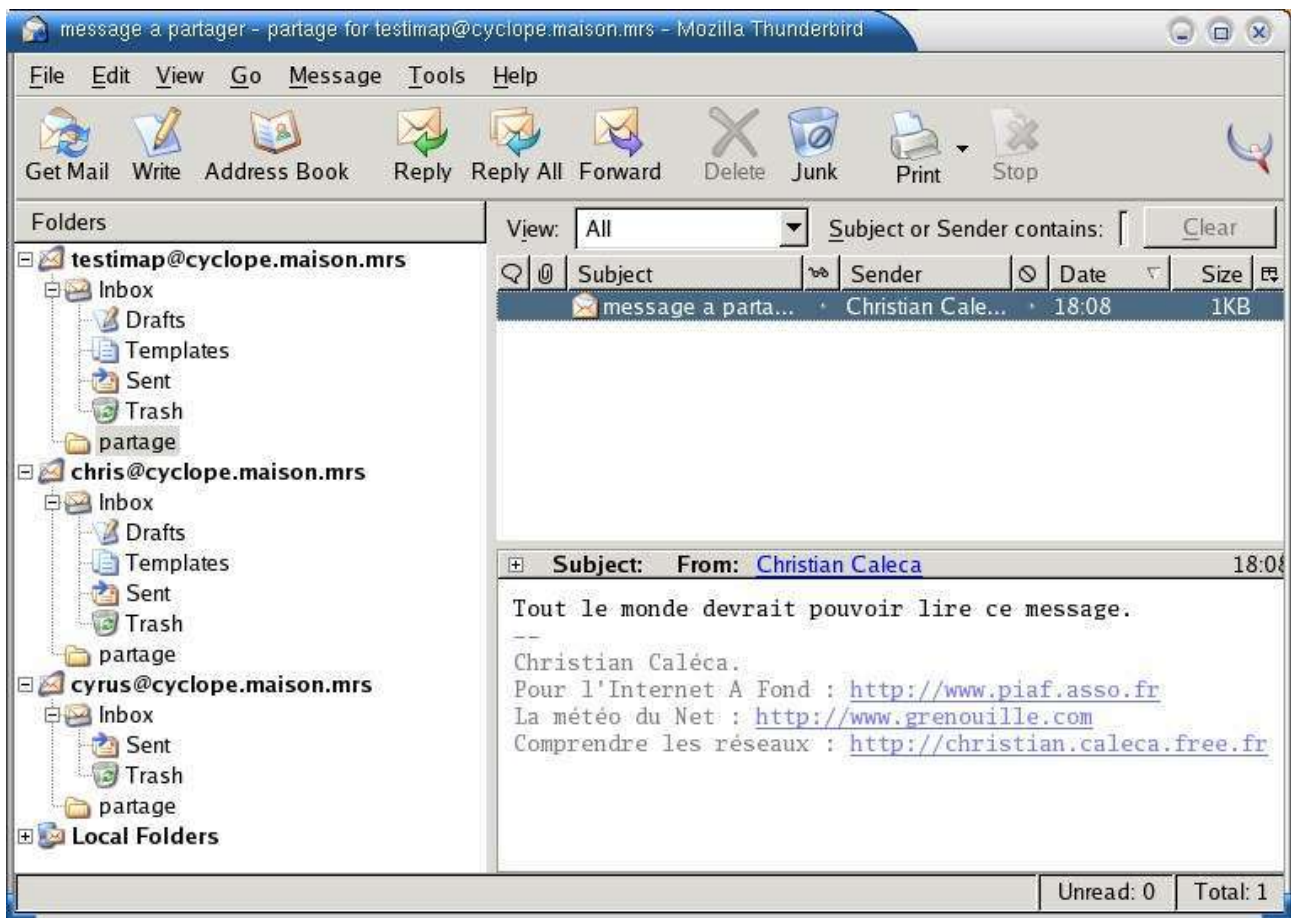 message a partager - partage for testimap@cyclope.maison.mrs - Mozilla Thunderbird
File Edit View Go Message Tools Help
Get Mail Write Address Book Reply Reply All Forward Delete Junk Print Stop
Folders
testimap@cyclope.maison.mrs
Inbox
Drafts
Templates
Sent
Trash
partage
chris@cyclope.maison.mrs
Inbox
Drafts
Templates
Sent
Trash
partage
cyrus@cyclope.maison.mrs
Inbox
Sent
Trash
partage
Local Folders
View: All Subject or Sender contains: Clear
Subject Sender Date Size
message a parta... Christian Cale... 18:08 1KB
Subject: From: Christian Caleca 18:08
Tout le monde devrait pouvoir lire ce message.
--
Christian Caléca.
Pour l'Internet A Fond : http://www.piaf.asso.fr
La météo du Net : http://www.grenouille.com
Comprendre les réseaux : http://christian.caleca.free.fr
Unread: 0 Total: 1